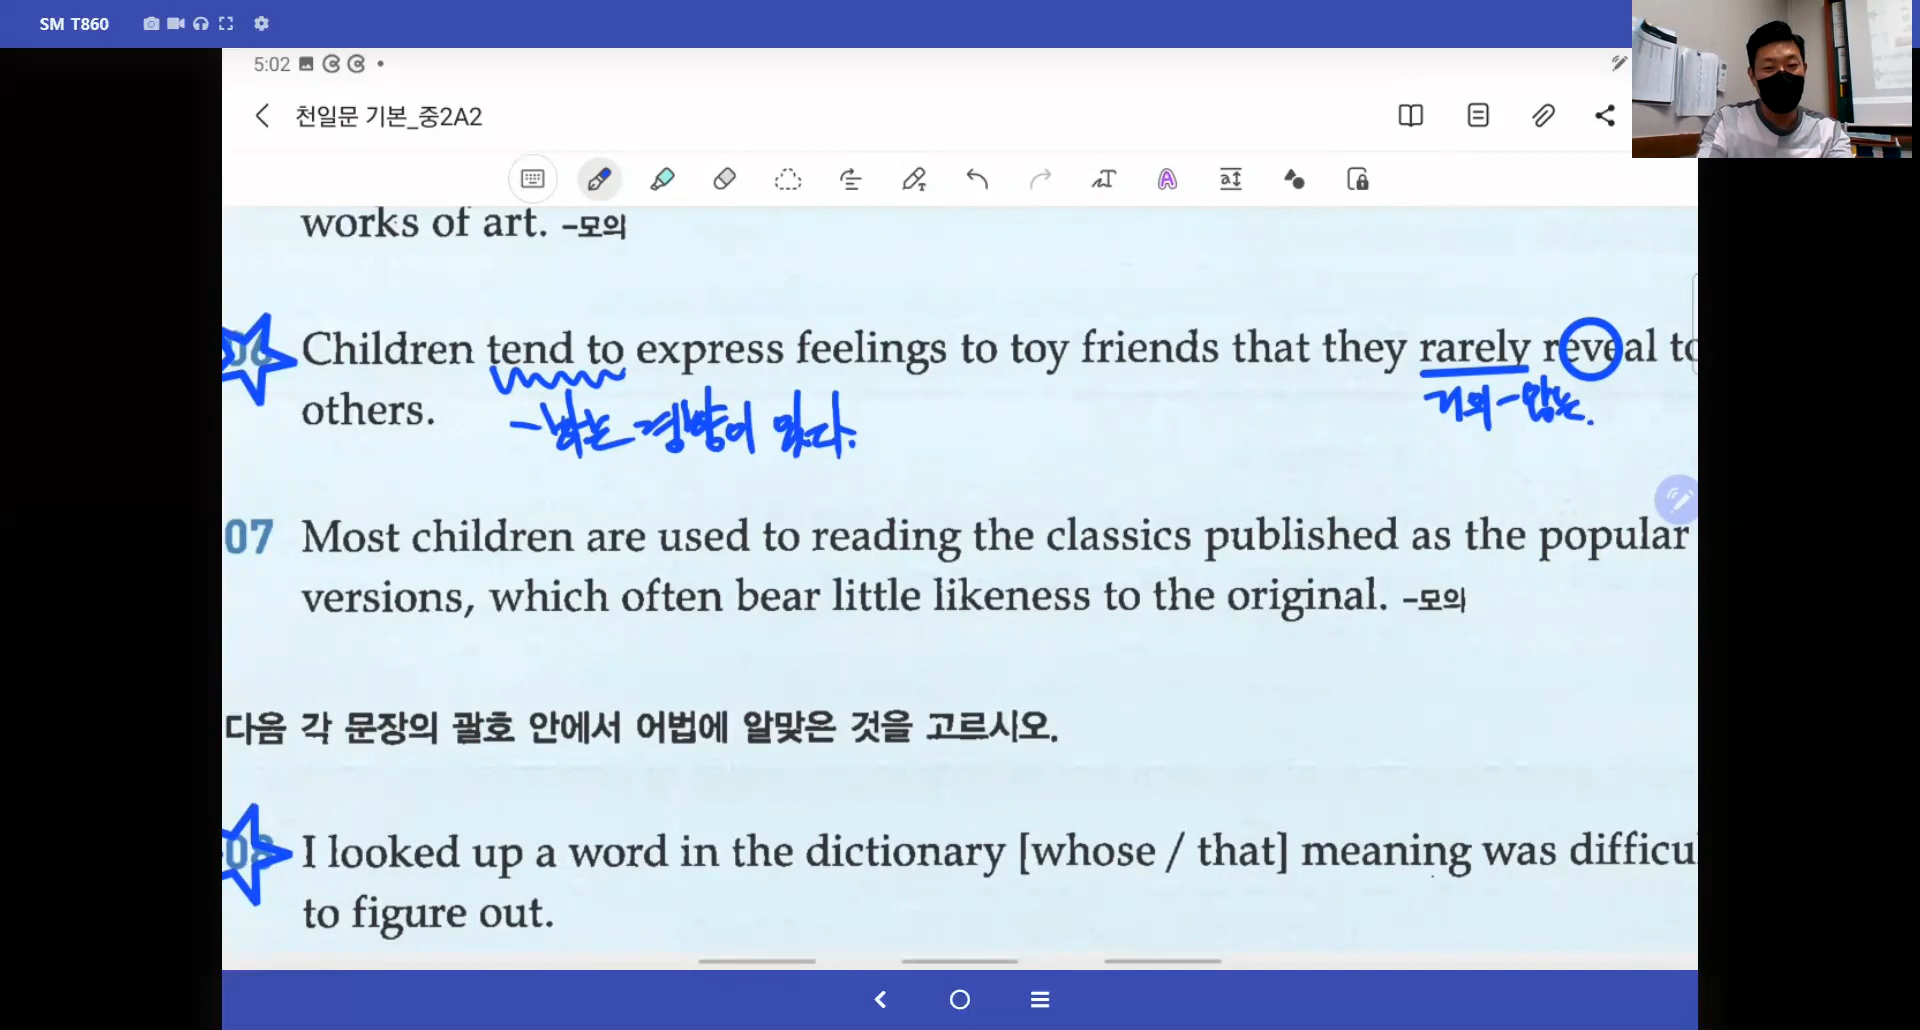 SM T860
5:02
천일문 기본_중2A2
works of art. –모의
06 Children tend to express feelings to toy friends that they rarely reveal to
거의 ~않는.
others.
~하는 경향이 있다.
07 Most children are used to reading the classics published as the popular
versions, which often bear little likeness to the original. –모의
다음 각 문장의 괄호 안에서 어법에 알맞은 것을 고르시오.
08 I looked up a word in the dictionary [whose / that] meaning was difficul
to figure out.